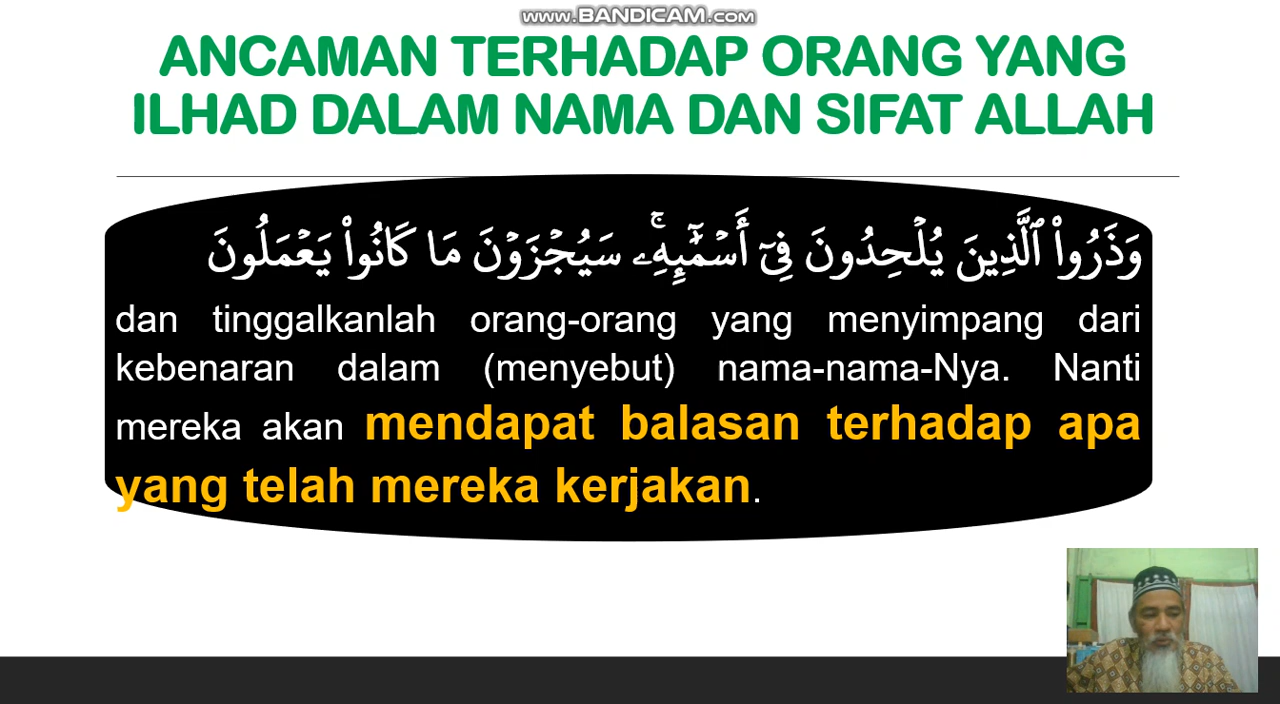 www.BANDICAM.com
ANCAMAN TERHADAP ORANG YANG
ILHAD DALAM NAMA DAN SIFAT ALLAH
وَذَرُوا۟ ٱلَّذِينَ يُلْحِدُونَ فِىٓ أَسْمَٰٓئِهِۦۚ سَيُجْزَوْنَ مَا كَانُوا۟ يَعْمَلُونَ
dan tinggalkanlah orang-orang yang menyimpang dari
kebenaran dalam (menyebut) nama-nama-Nya. Nanti
mereka akan mendapat balasan terhadap apa
yang telah mereka kerjakan.